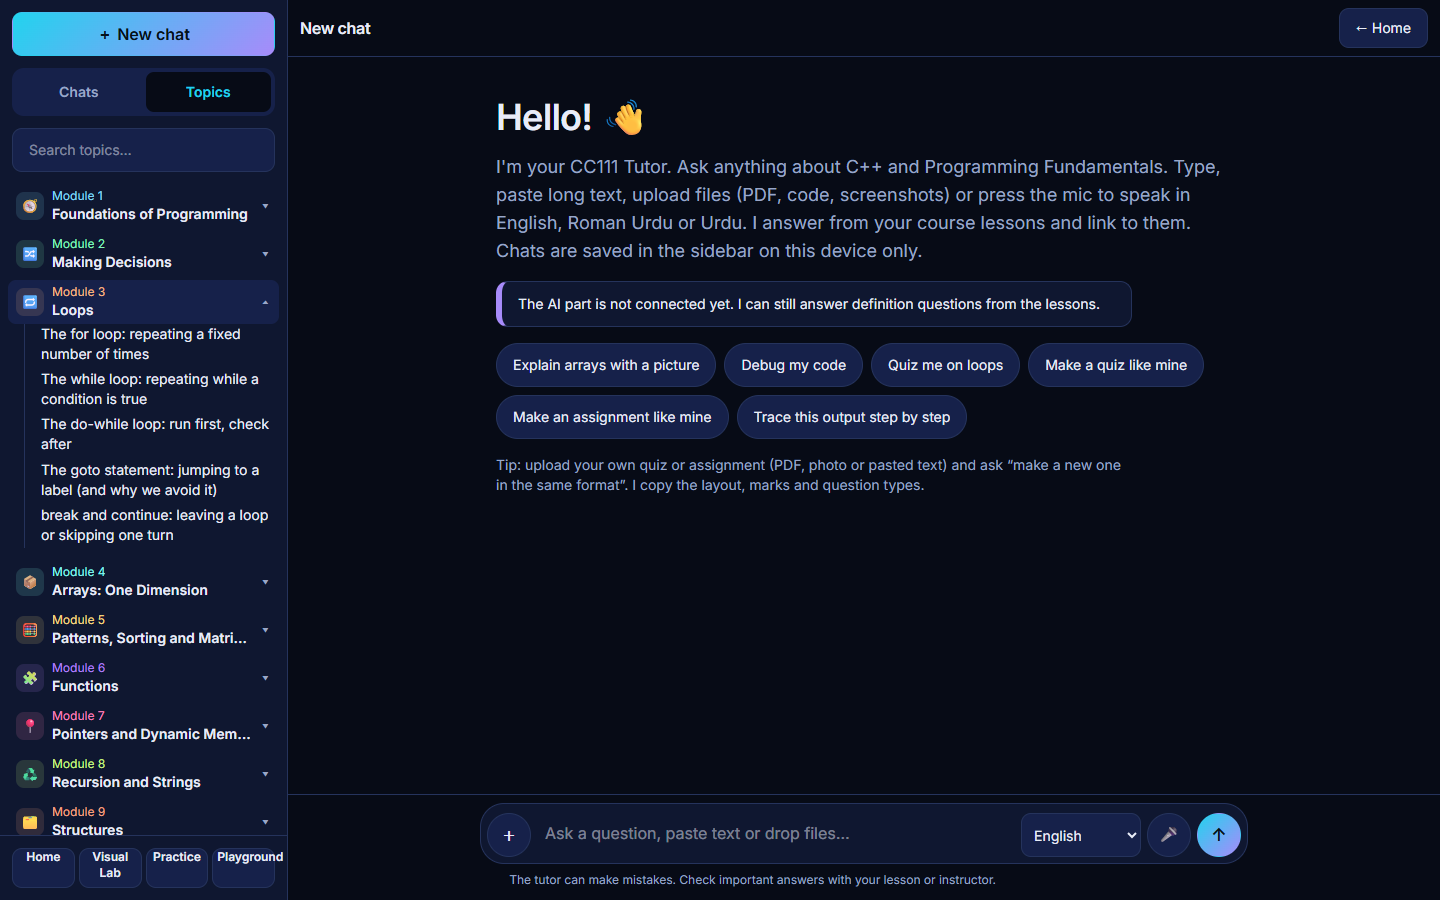 + New chat
Chats
Topics
Search topics...
Module 1
Foundations of Programming
Module 2
Making Decisions
Module 3
Loops
The for loop: repeating a fixed
number of times
The while loop: repeating while a
condition is true
The do-while loop: run first, check
after
The goto statement: jumping to a
label (and why we avoid it)
break and continue: leaving a loop
or skipping one turn
Module 4
Arrays: One Dimension
Module 5
Patterns, Sorting and Matri...
Module 6
Functions
Module 7
Pointers and Dynamic Mem...
Module 8
Recursion and Strings
Module 9
Structures
Home
Visual
Lab
Practice
Playground
New chat
← Home
Hello! 👋
I'm your CC111 Tutor. Ask anything about C++ and Programming Fundamentals. Type,
paste long text, upload files (PDF, code, screenshots) or press the mic to speak in
English, Roman Urdu or Urdu. I answer from your course lessons and link to them.
Chats are saved in the sidebar on this device only.
The AI part is not connected yet. I can still answer definition questions from the lessons.
Explain arrays with a picture
Debug my code
Quiz me on loops
Make a quiz like mine
Make an assignment like mine
Trace this output step by step
Tip: upload your own quiz or assignment (PDF, photo or pasted text) and ask “make a new one
in the same format”. I copy the layout, marks and question types.
+
Ask a question, paste text or drop files...
English
↑
The tutor can make mistakes. Check important answers with your lesson or instructor.